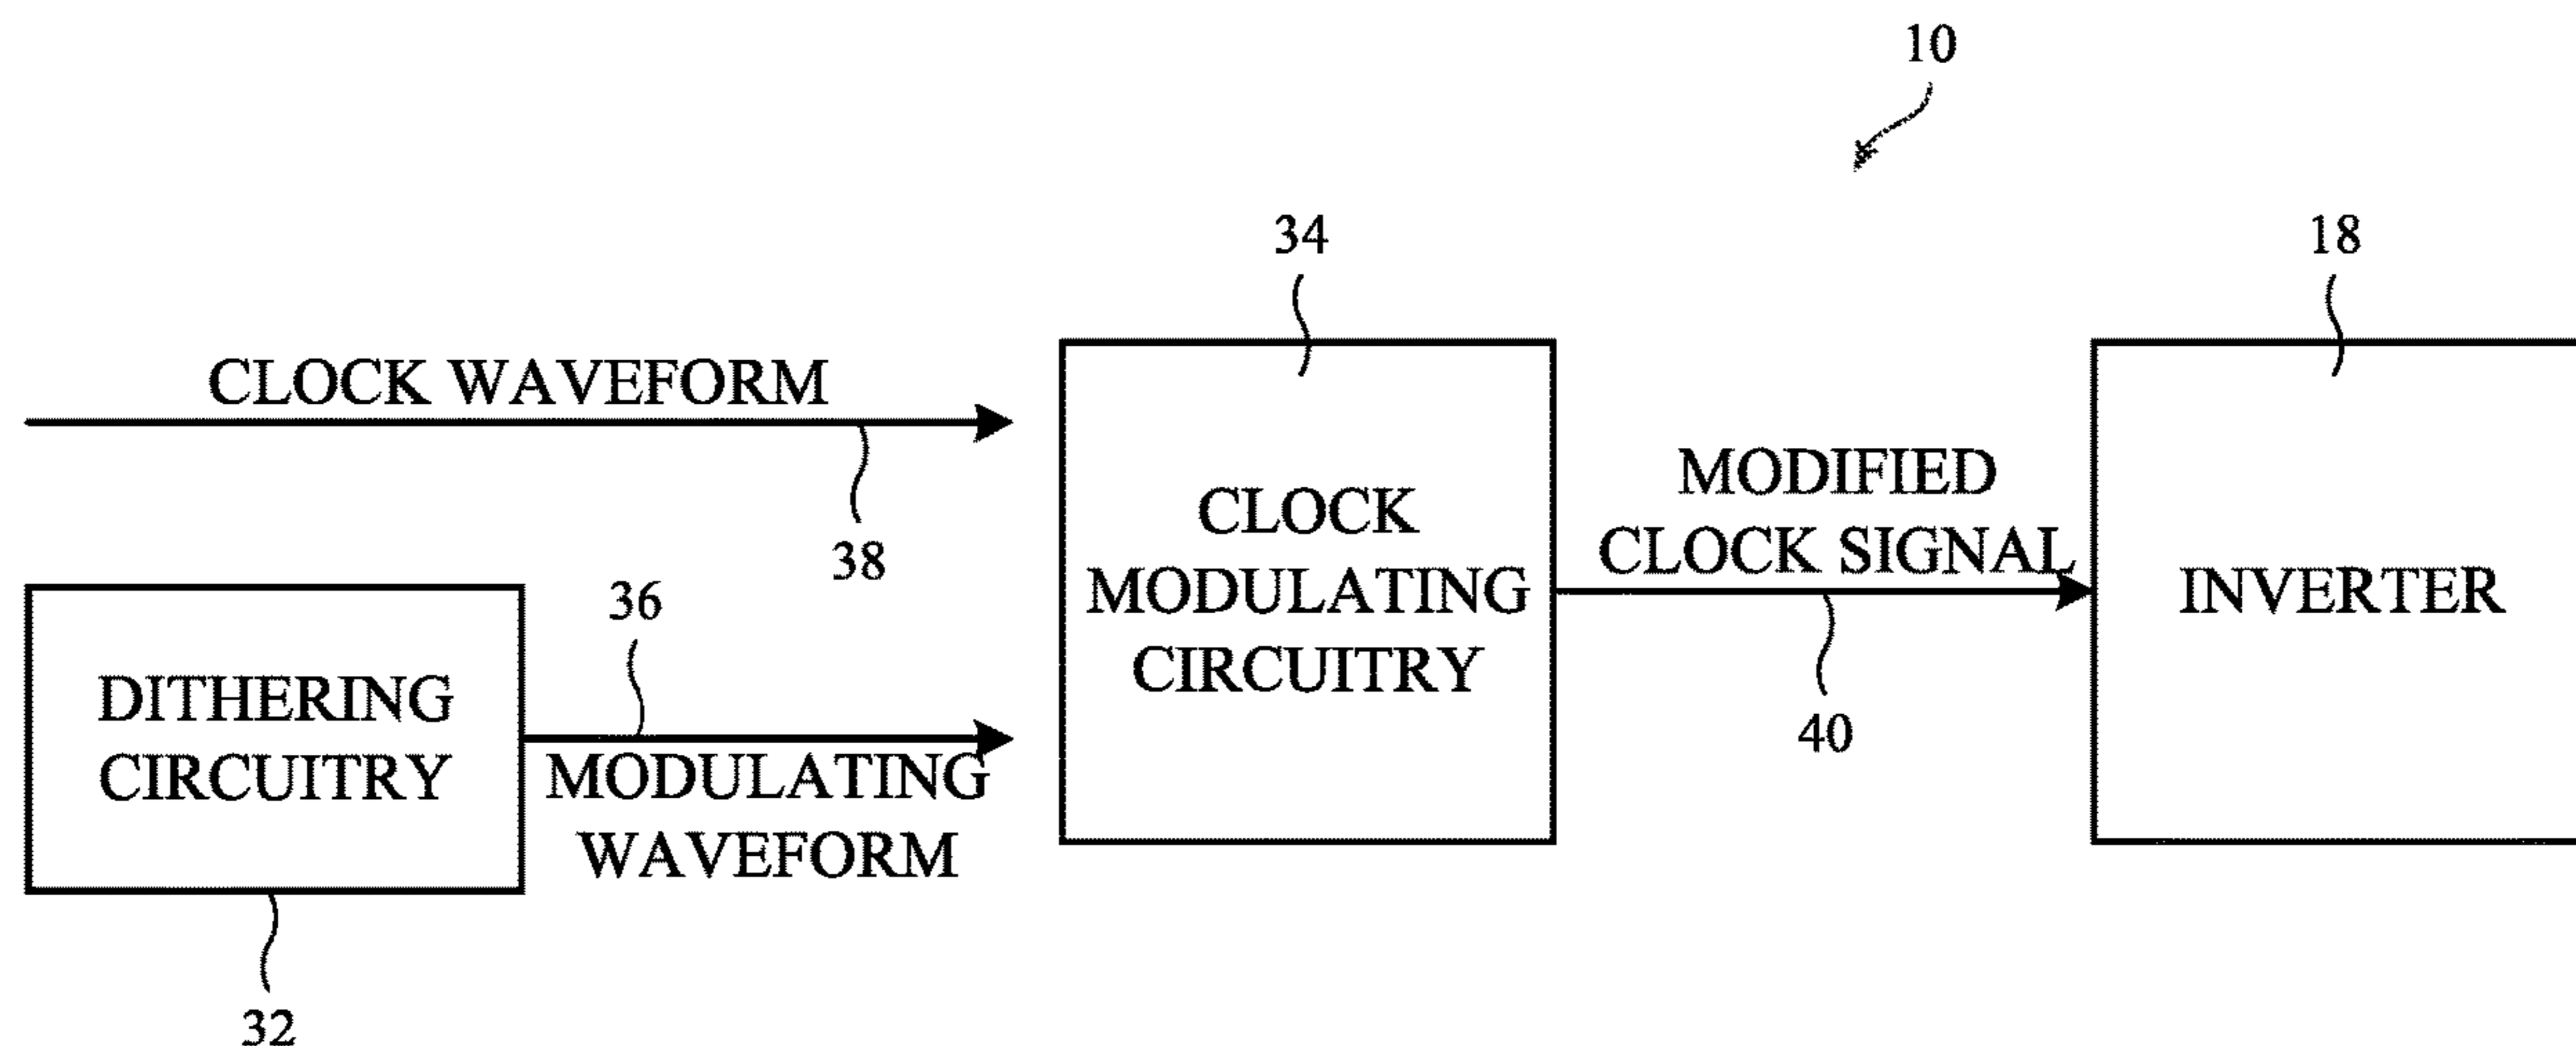 10
34
18
CLOCK WAVEFORM
38
CLOCK
MODULATING
CIRCUITRY
MODIFIED
CLOCK SIGNAL
40
INVERTER
36
DITHERING
CIRCUITRY
MODULATING
WAVEFORM
32